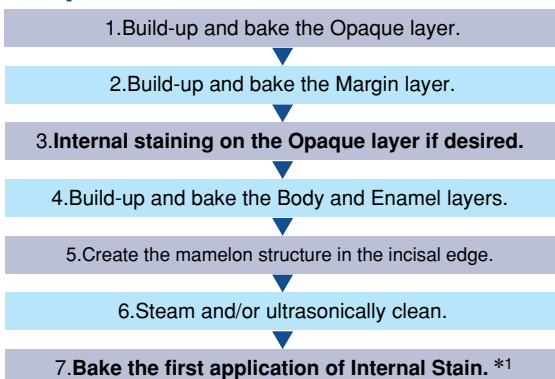 1.Build-up and bake the Opaque layer.
2.Build-up and bake the Margin layer.
3.Internal staining on the Opaque layer if desired.
4.Build-up and bake the Body and Enamel layers.
5.Create the mamelon structure in the incisal edge.
6.Steam and/or ultrasonically clean.
7.Bake the first application of Internal Stain. *1